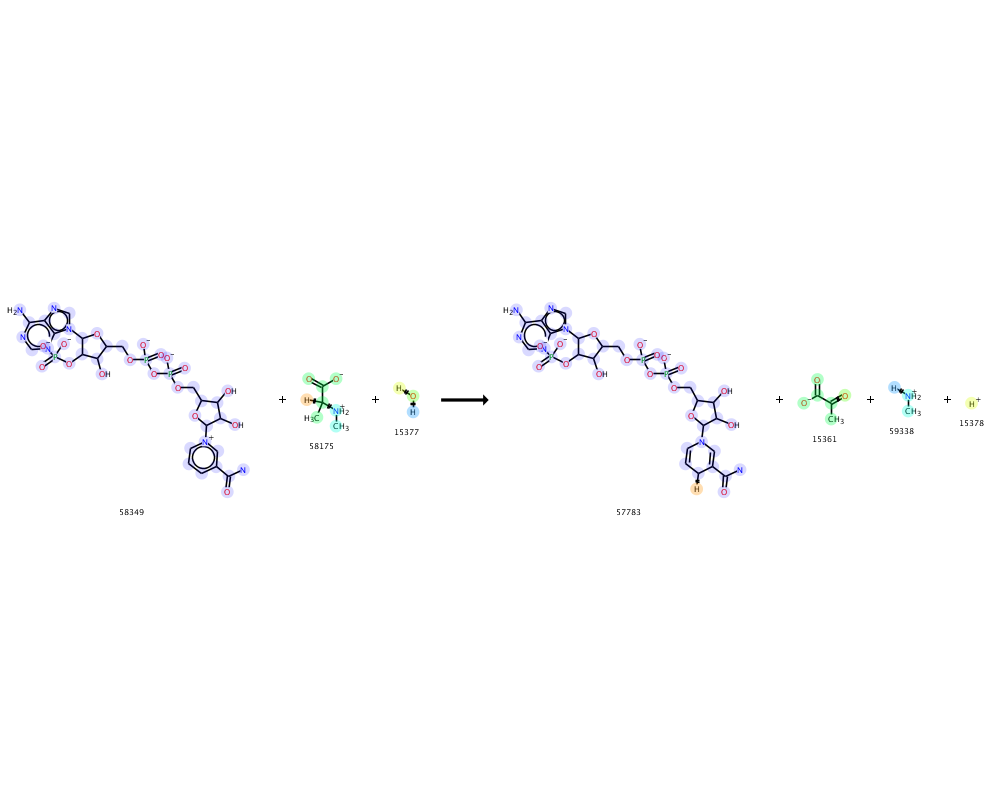 H₂N N N N N O O⁻ O⁻ P O O OH O P O⁻ O O⁻ P O O O O OH OH N⁺ N O
58349
+
O O⁻ H NH₂⁺ H₃C CH₃
58175
+
H O H
15377
H₂N N N N N O O⁻ O⁻ P O O OH O P O⁻ O O⁻ P O O O O OH OH N N O H
57783
+
O O⁻ O CH₃
15361
+
H NH₂⁺ CH₃
59338
+
H⁺
15378